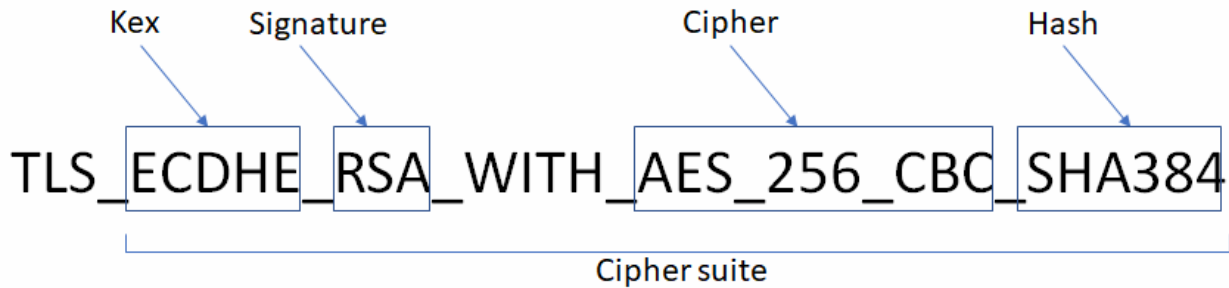 Kex Signature Cipher Hash
TLS_ECDHE_RSA_WITH_AES_256_CBC_SHA384
Cipher suite